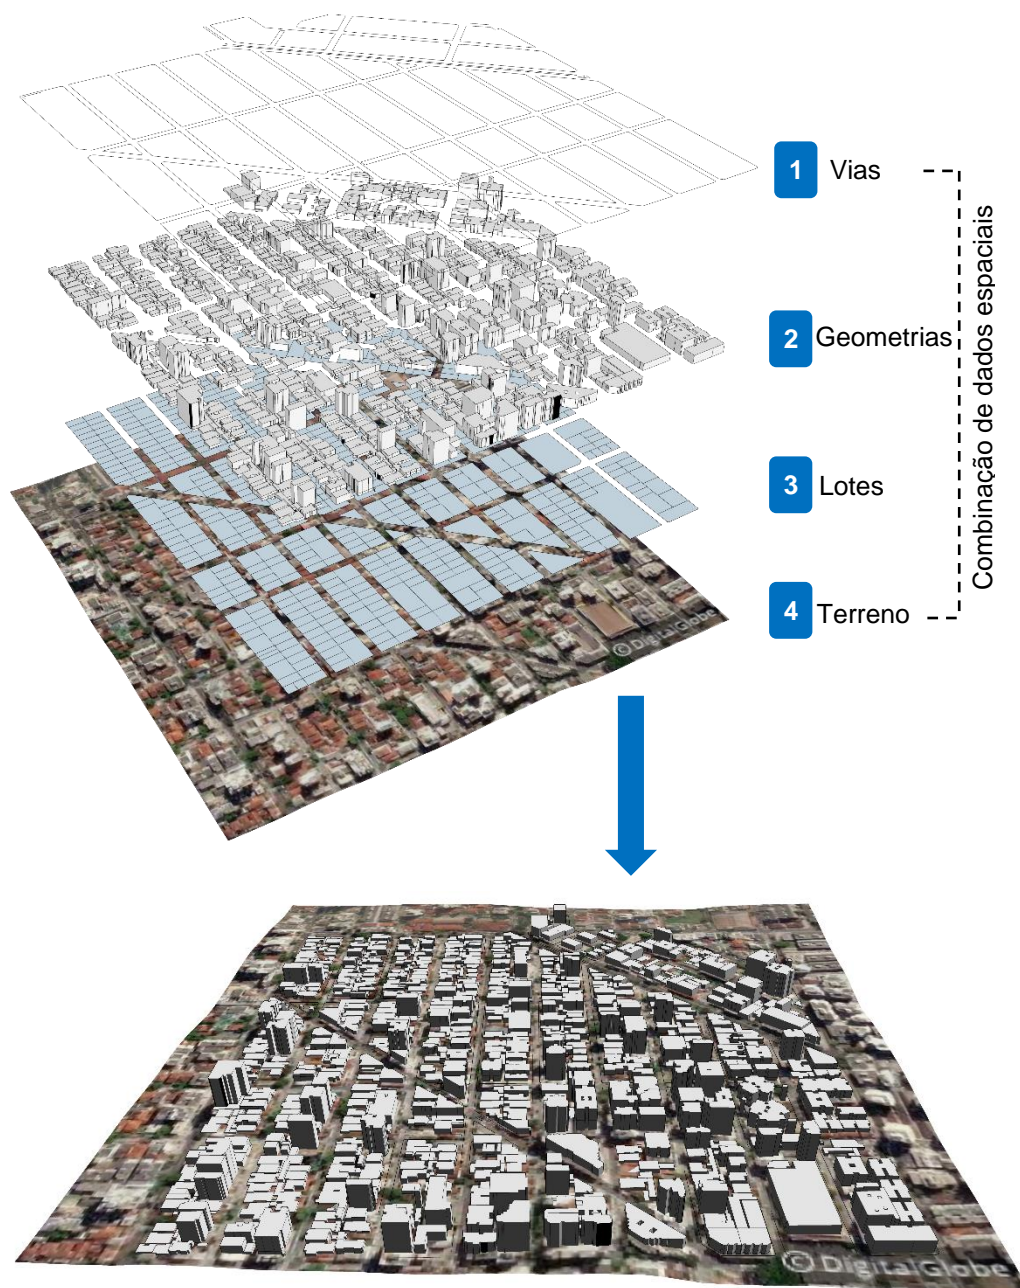 1 Vias
2 Geometrias
3 Lotes
4 Terreno
Combinação de dados espaciais
© DigitalGlobe
© DigitalGlobe